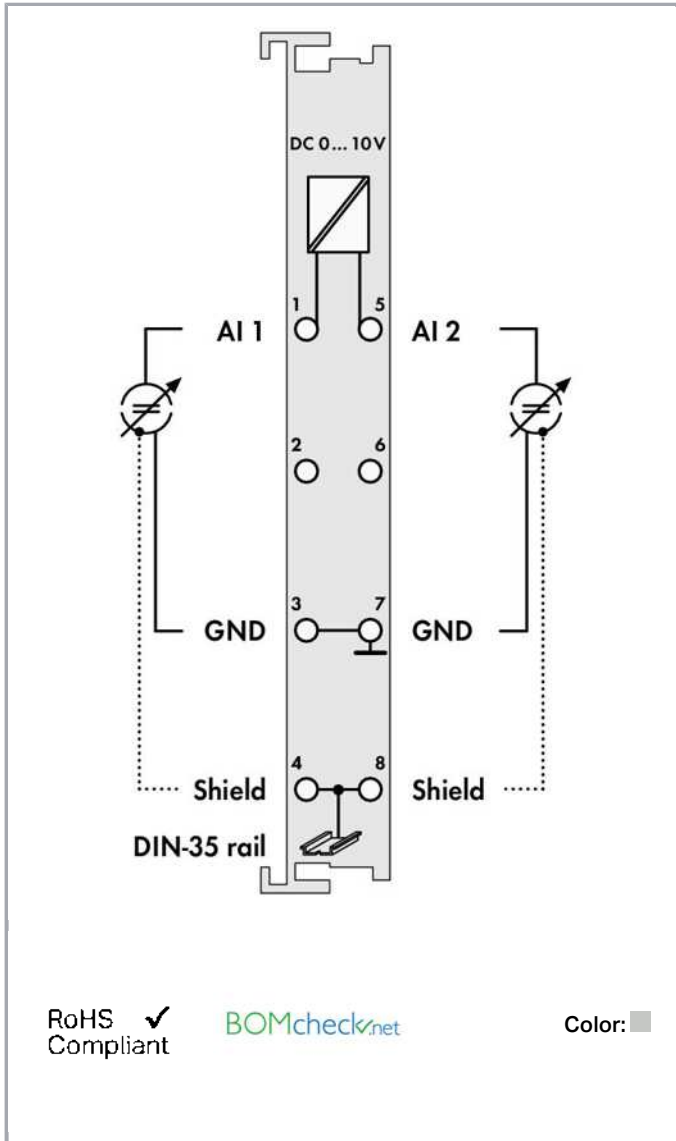 DC 0... 10 V
1 5
AI 1 AI 2
2 6
3 7
GND GND
4 8
Shield Shield
DIN-35 rail
RoHS ✓
Compliant
BOMcheck.net
Color: